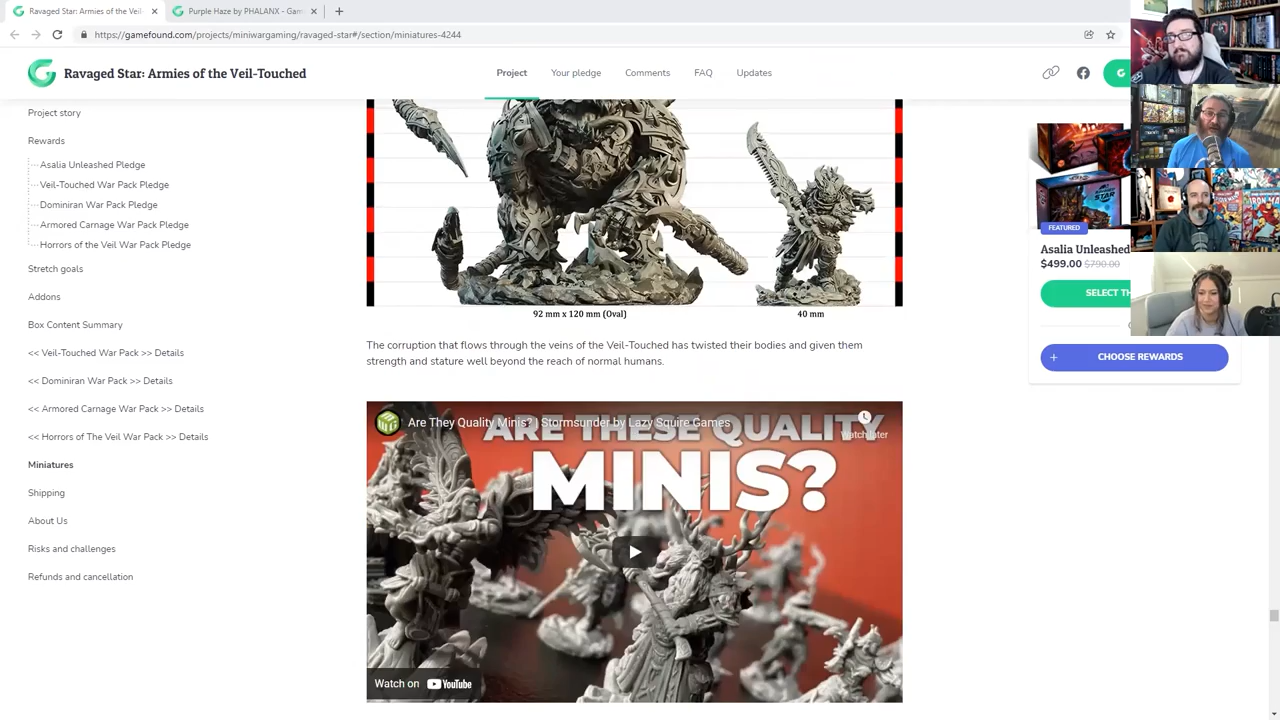 Ravaged Star: Armies of the Veil-
Purple Haze by PHALANX - Gam
https://gamefound.com/projects/miniwargaming/ravaged-star#/section/miniatures-4244
Ravaged Star: Armies of the Veil-Touched
Project
Your pledge
Comments
FAQ
Updates
Project story
Rewards
Asalia Unleashed Pledge
Veil-Touched War Pack Pledge
Dominiran War Pack Pledge
Armored Carnage War Pack Pledge
Horrors of the Veil War Pack Pledge
Stretch goals
Addons
Box Content Summary
<< Veil-Touched War Pack >> Details
<< Dominiran War Pack >> Details
<< Armored Carnage War Pack >> Details
<< Horrors of The Veil War Pack >> Details
Miniatures
Shipping
About Us
Risks and challenges
Refunds and cancellation
92 mm x 120 mm (Oval)
40 mm
The corruption that flows through the veins of the Veil-Touched has twisted their bodies and given them
strength and stature well beyond the reach of normal humans.
Are They Quality Minis? | Stormsunder by Lazy Squire Games
Watch later
ARE THESE QUALITY
MINIS?
Watch on YouTube
STAR
FEATURED
Asalia Unleashed
$499.00 $790.00
SELECT TH
CHOOSE REWARDS
IRON MAN